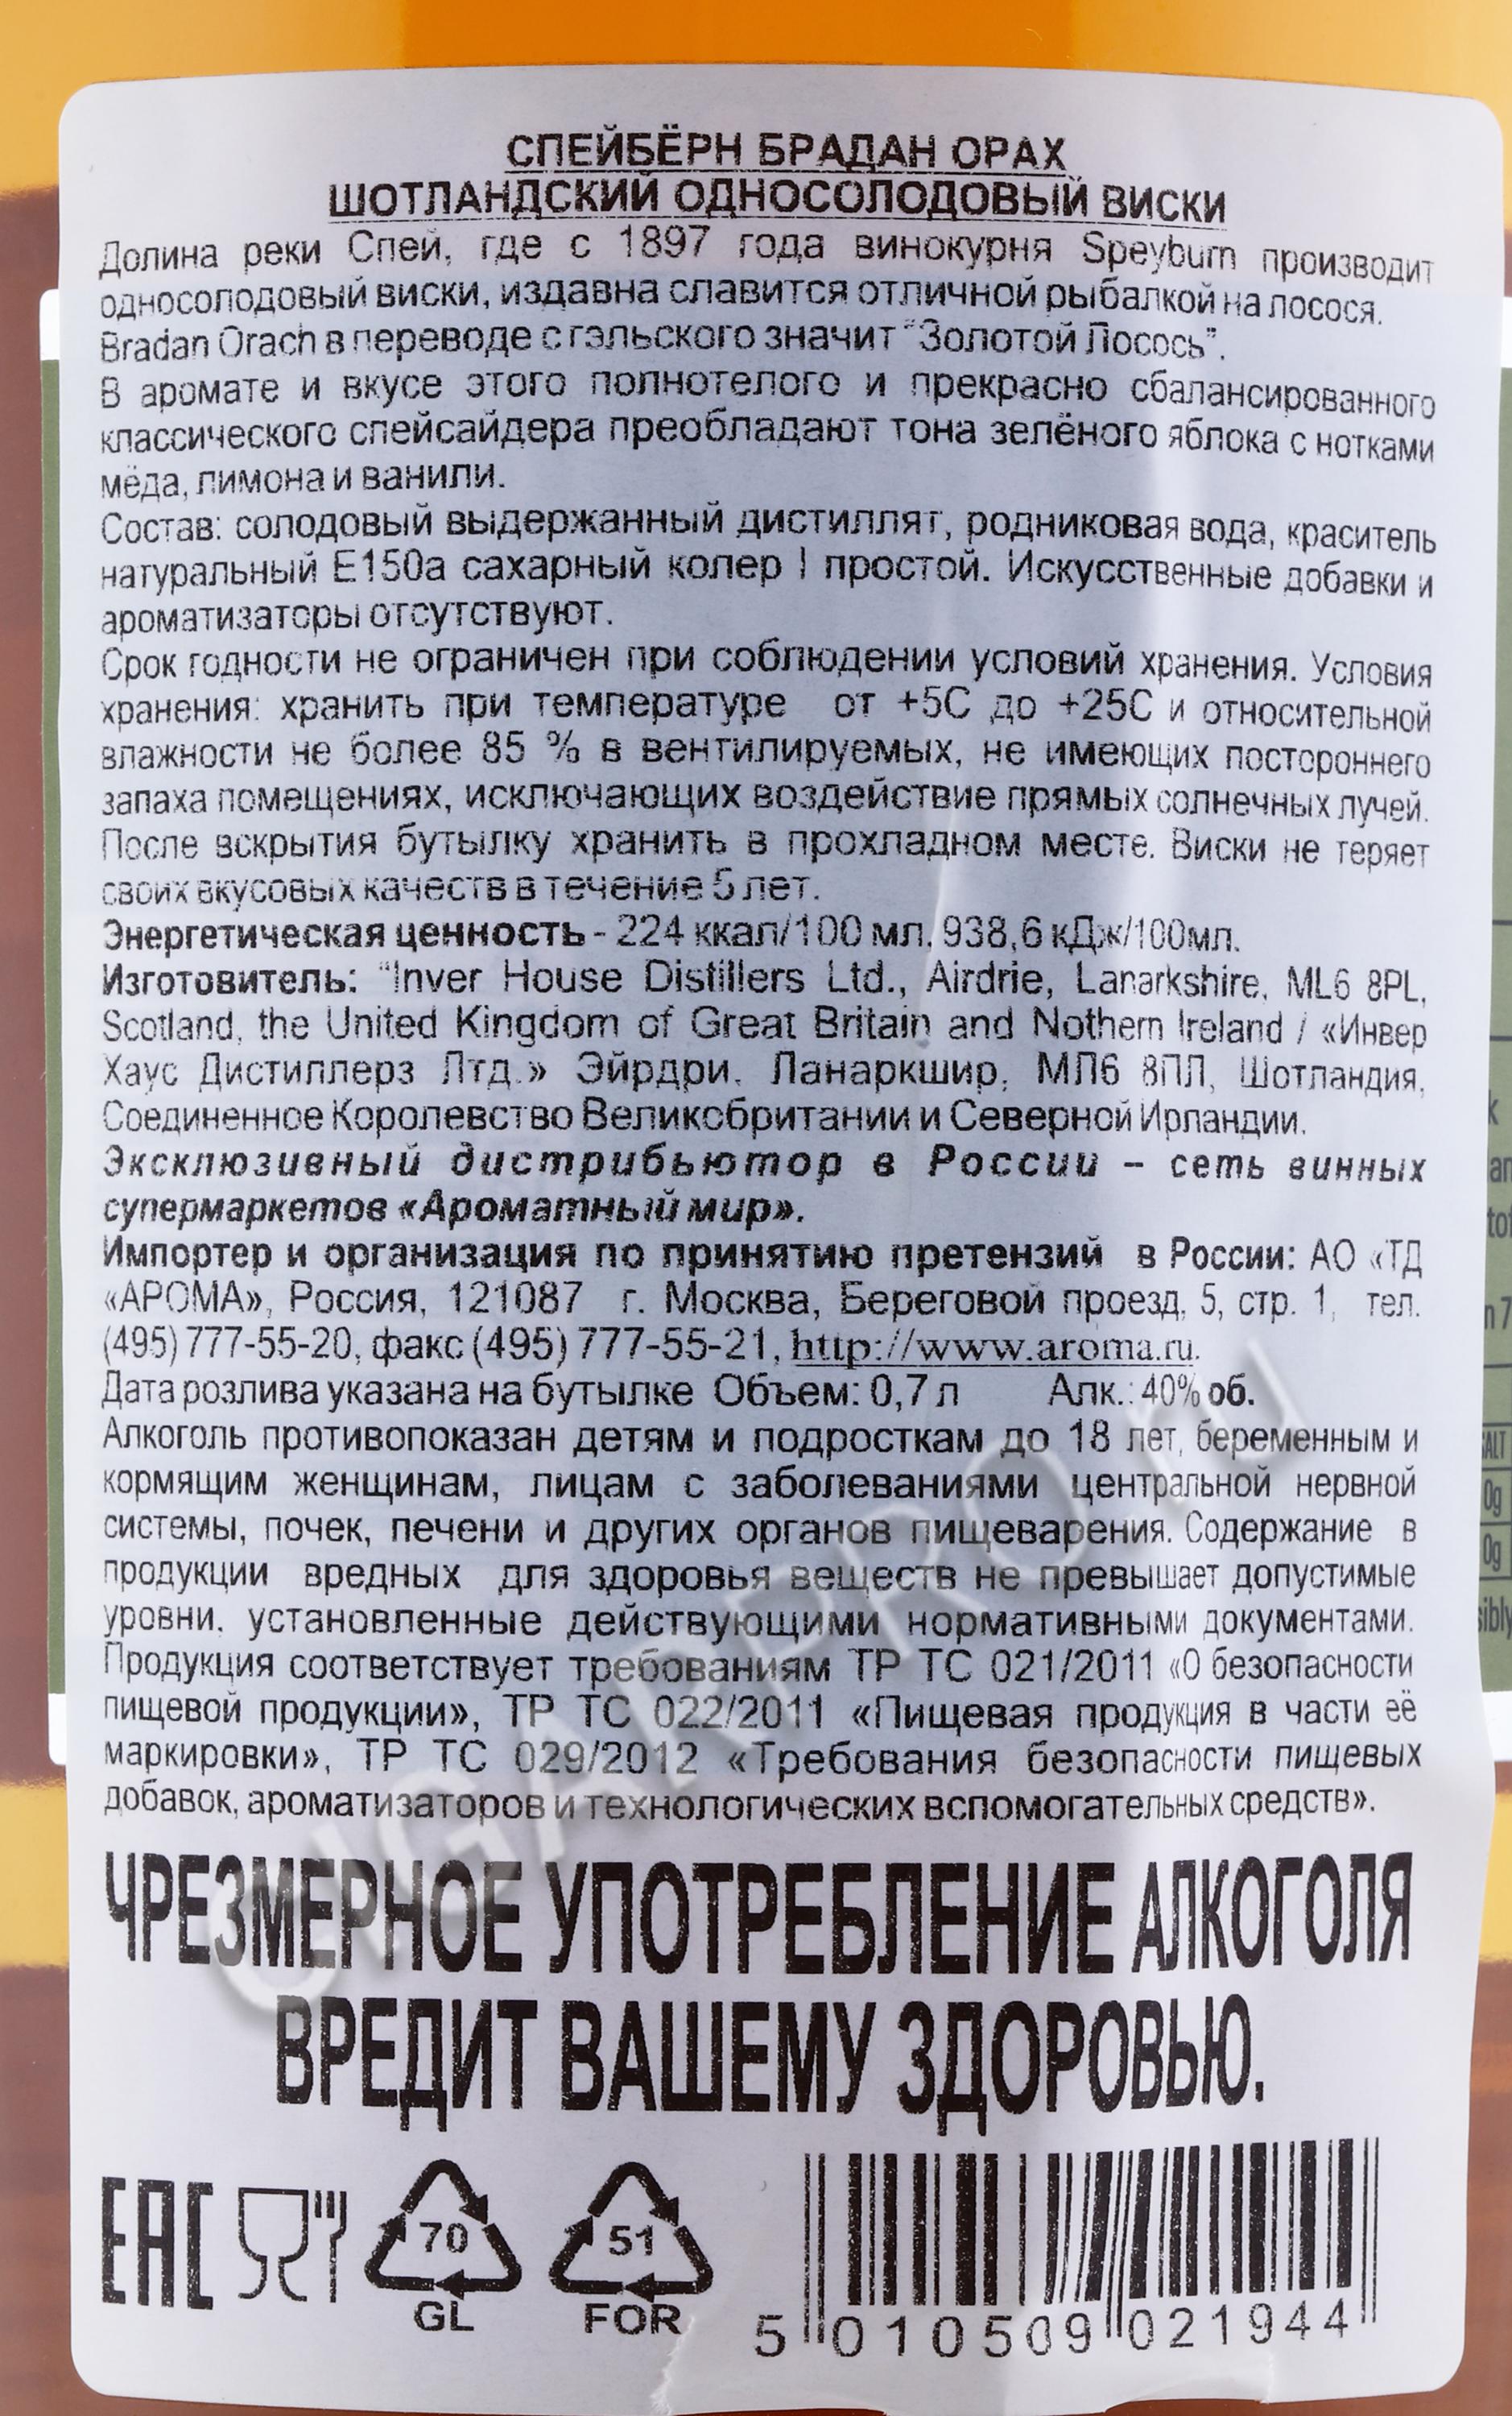 СПЕЙБЁРН БРАДАН ОРАХ
ШОТЛАНДСКИЙ ОДНОСОЛОДОВЫЙ ВИСКИ
Долина реки Спей, где с 1897 года винокурня Speyburn производит
односолодовый виски, издавна славится отличной рыбалкой на лосося.
Bradan Orach в переводе с гэльского значит "Золотой Лосось".
В аромате и вкусе этого полнотелого и прекрасно сбалансированного
классического спейсайдера преобладают тона зелёного яблока с нотками
мёда, лимона и ванили.
Состав: солодовый выдержанный дистиллят, родниковая вода, краситель
натуральный Е150а сахарный колер I простой. Искусственные добавки и
ароматизаторы отсутствуют.
Срок годности не ограничен при соблюдении условий хранения. Условия
хранения: хранить при температуре от +5С до +25С и относительной
влажности не более 85 % в вентилируемых, не имеющих постороннего
запаха помещениях, исключающих воздействие прямых солнечных лучей.
После вскрытия бутылку хранить в прохладном месте. Виски не теряет
своих вкусовых качеств в течение 5 лет.
Энергетическая ценность - 224 ккал/100 мл. 938,6 кДж/100мл.
Изготовитель: "Inver House Distillers Ltd., Airdrie, Lanarkshire, ML6 8PL,
Scotland, the United Kingdom of Great Britain and Nothern Ireland / «Инвер
Хаус Дистиллерз Лтд.» Эйрдри, Ланаркшир, МЛ6 8ПЛ, Шотландия,
Соединенное Королевство Великобритании и Северной Ирландии.
Эксклюзивный дистрибьютор в России – сеть винных
супермаркетов «Ароматный мир».
Импортер и организация по принятию претензий в России: АО «ТД
«АРОМА», Россия, 121087 г. Москва, Береговой проезд, 5, стр. 1, тел.
(495) 777-55-20, факс (495) 777-55-21, http://www.aroma.ru.
Дата розлива указана на бутылке Объем: 0,7 л Алк.: 40% об.
Алкоголь противопоказан детям и подросткам до 18 лет, беременным и
кормящим женщинам, лицам с заболеваниями центральной нервной
системы, почек, печени и других органов пищеварения. Содержание в
продукции вредных для здоровья веществ не превышает допустимые
уровни, установленные действующими нормативными документами.
Продукция соответствует требованиям ТР ТС 021/2011 «О безопасности
пищевой продукции», ТР ТС 022/2011 «Пищевая продукция в части её
маркировки», ТР ТС 029/2012 «Требования безопасности пищевых
добавок, ароматизаторов и технологических вспомогательных средств».
ЧРЕЗМЕРНОЕ УПОТРЕБЛЕНИЕ АЛКОГОЛЯ
ВРЕДИТ ВАШЕМУ ЗДОРОВЬЮ.
EAC 70 GL 51 FOR
5 010509 021944
CIGARPRO.ru